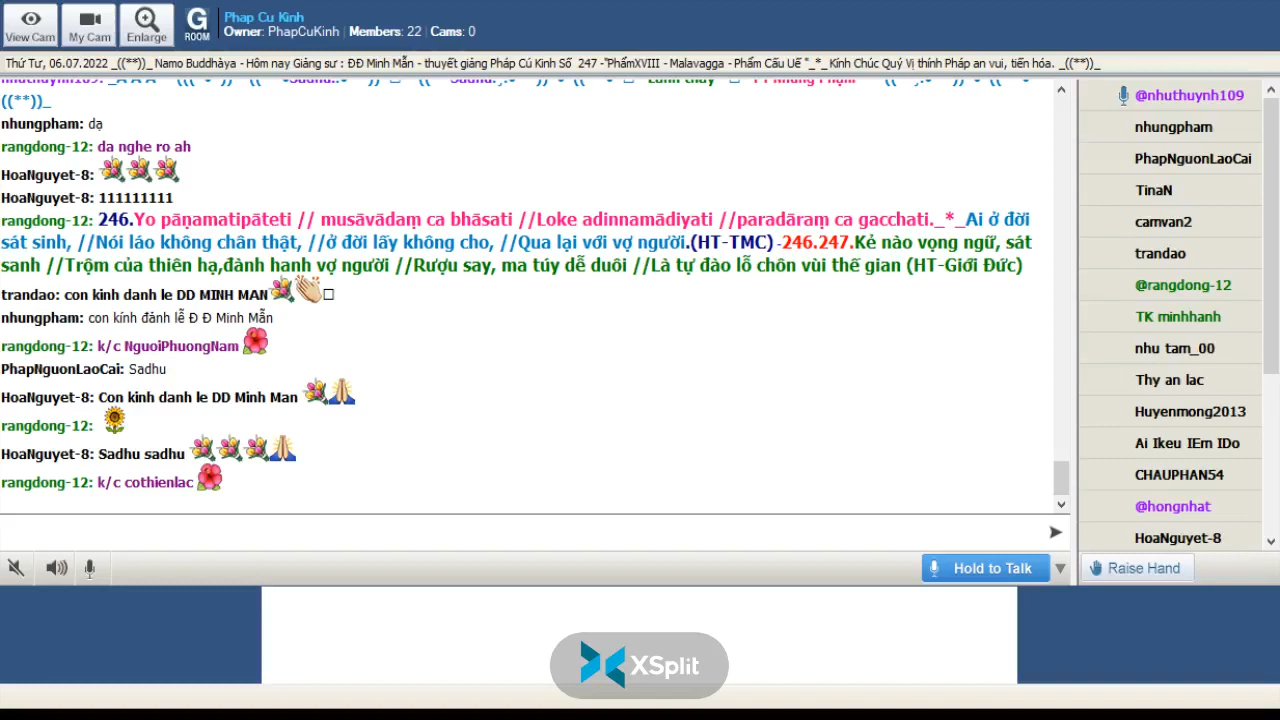 View Cam
My Cam
Enlarge
G
ROOM
Phap Cu Kinh
Owner: PhapCuKinh | Members: 22 | Cams: 0
Thứ Tư, 06.07.2022 _((**))_ Namo Buddhàya - Hôm nay Giảng sư : ĐĐ Minh Mẫn - thuyết giảng Pháp Cú Kinh Số 247 -"PhẩmXVIII - Malavagga - Phẩm Cấu Uế "_*_ Kính Chúc Quý Vị thính Pháp an vui, tiến hóa. _((**))_
((**))_
nhungpham: dạ
rangdong-12: da nghe ro ah
HoaNguyet-8:
HoaNguyet-8: 111111111
rangdong-12: 246.Yo pāṇamatipāteti // musāvādaṃ ca bhāsati //Loke adinnamādiyati //paradāraṃ ca gacchati._*_Ai ở đời
sát sinh, //Nói láo không chân thật, //ở đời lấy không cho, //Qua lại với vợ người.(HT-TMC) -246.247.Kẻ nào vọng ngữ, sát
sanh //Trộm của thiên hạ,đành hanh vợ người //Rượu say, ma túy dễ duôi //Là tự đào lỗ chôn vùi thế gian (HT-Giới Đức)
trandao: con kinh danh le DD MINH MAN
nhungpham: con kính đãnh lễ Đ Đ Minh Mẫn
rangdong-12: k/c NguoiPhuongNam
PhapNguonLaoCai: Sadhu
HoaNguyet-8: Con kinh danh le DD Minh Man
rangdong-12:
HoaNguyet-8: Sadhu sadhu
rangdong-12: k/c cothienlac
@nhuthuynh109
nhungpham
PhapNguonLaoCai
TinaN
camvan2
trandao
@rangdong-12
TK minhhanh
nhu tam_00
Thy an lac
Huyenmong2013
Ai Ikeu IEm IDo
CHAUPHAN54
@hongnhat
HoaNguyet-8
Hold to Talk
Raise Hand
XSplit